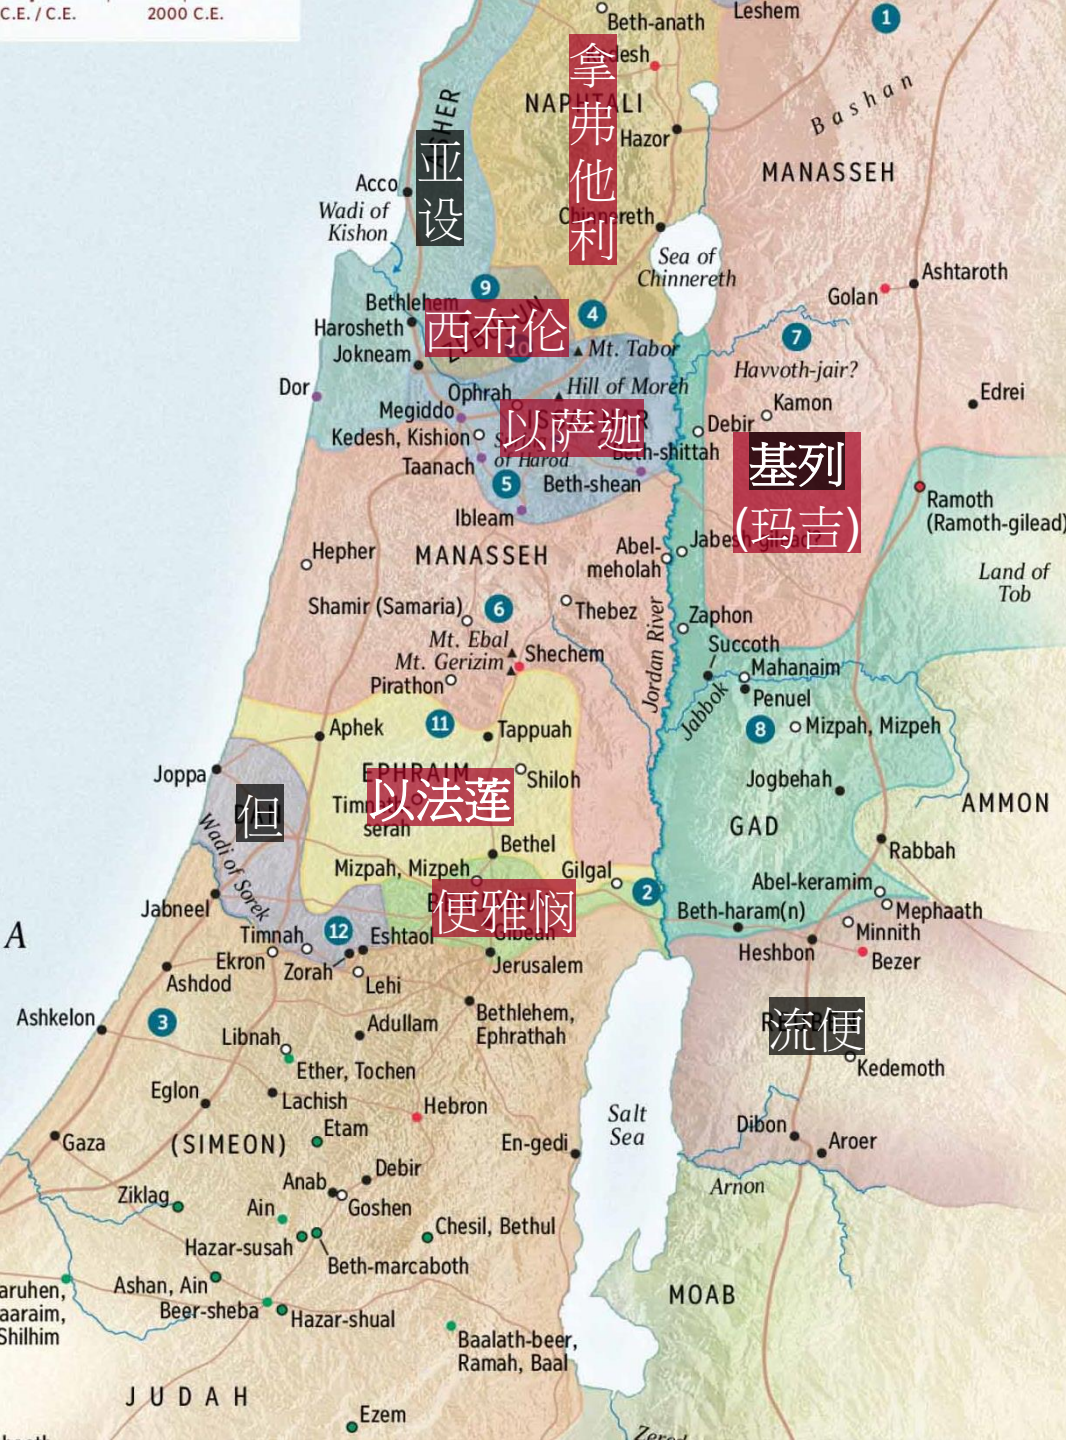 C.E. / C.E.
2000 C.E.
Beth-anath
Leshem
1
拿弗他利
NAPHTALI
Hazor
Bashan
MANASSEH
亚设
Acco
Wadi of
Kishon
Chinnereth
Sea of
Chinnereth
Ashtaroth
Golan
9
4
7
Bethlehem
Harosheth
西布伦
10
Jokneam
Mt. Tabor
Havvoth-jair?
Dor
Ophrah
Hill of Moreh
Edrei
Megiddo
以萨迦
Kamon
Debir
Kedesh, Kishion
of Harod
Beth-shittah
基列
Taanach
5
Beth-shean
Ramoth
(Ramoth-gilead)
Ibleam
(玛吉)
Hepher
MANASSEH
Abel-
meholah
Jabesh-gilead?
Land of
Tob
Shamir (Samaria)
6
Thebez
Zaphon
Mt. Ebal
Shechem
Jordan River
Succoth
Mt. Gerizim
Mahanaim
Pirathon
Jabbok
Penuel
Aphek
11
Tappuah
8
Mizpah, Mizpeh
Joppa
EPHRAIM
Shiloh
Jogbehah
但
以法莲
AMMON
serah
GAD
Wadi of Sorek
Bethel
Rabbah
Mizpah, Mizpeh
Gilgal
2
Abel-keramim
Jabneel
便雅悯
Beth-haram(n)
Mephaath
A
Timnah
12
Eshtaol
Gibeah
Minnith
Ekron
Zorah
Jerusalem
Heshbon
Bezer
Ashdod
Lehi
Ashkelon
3
Adullam
Bethlehem,
Ephrathah
流便
Libnah
Ether, Tochen
Kedemoth
Eglon
Lachish
Hebron
Salt
Sea
Gaza
(SIMEON)
Etam
En-gedi
Dibon
Aroer
Anab
Debir
Arnon
Ziklag
Ain
Goshen
Chesil, Bethul
Hazar-susah
Beth-marcaboth
aruhen,
aaraim,
Shilhim
Ashan, Ain
MOAB
Beer-sheba
Hazar-shual
Baalath-beer,
Ramah, Baal
JUDAH
Ezem
Zered